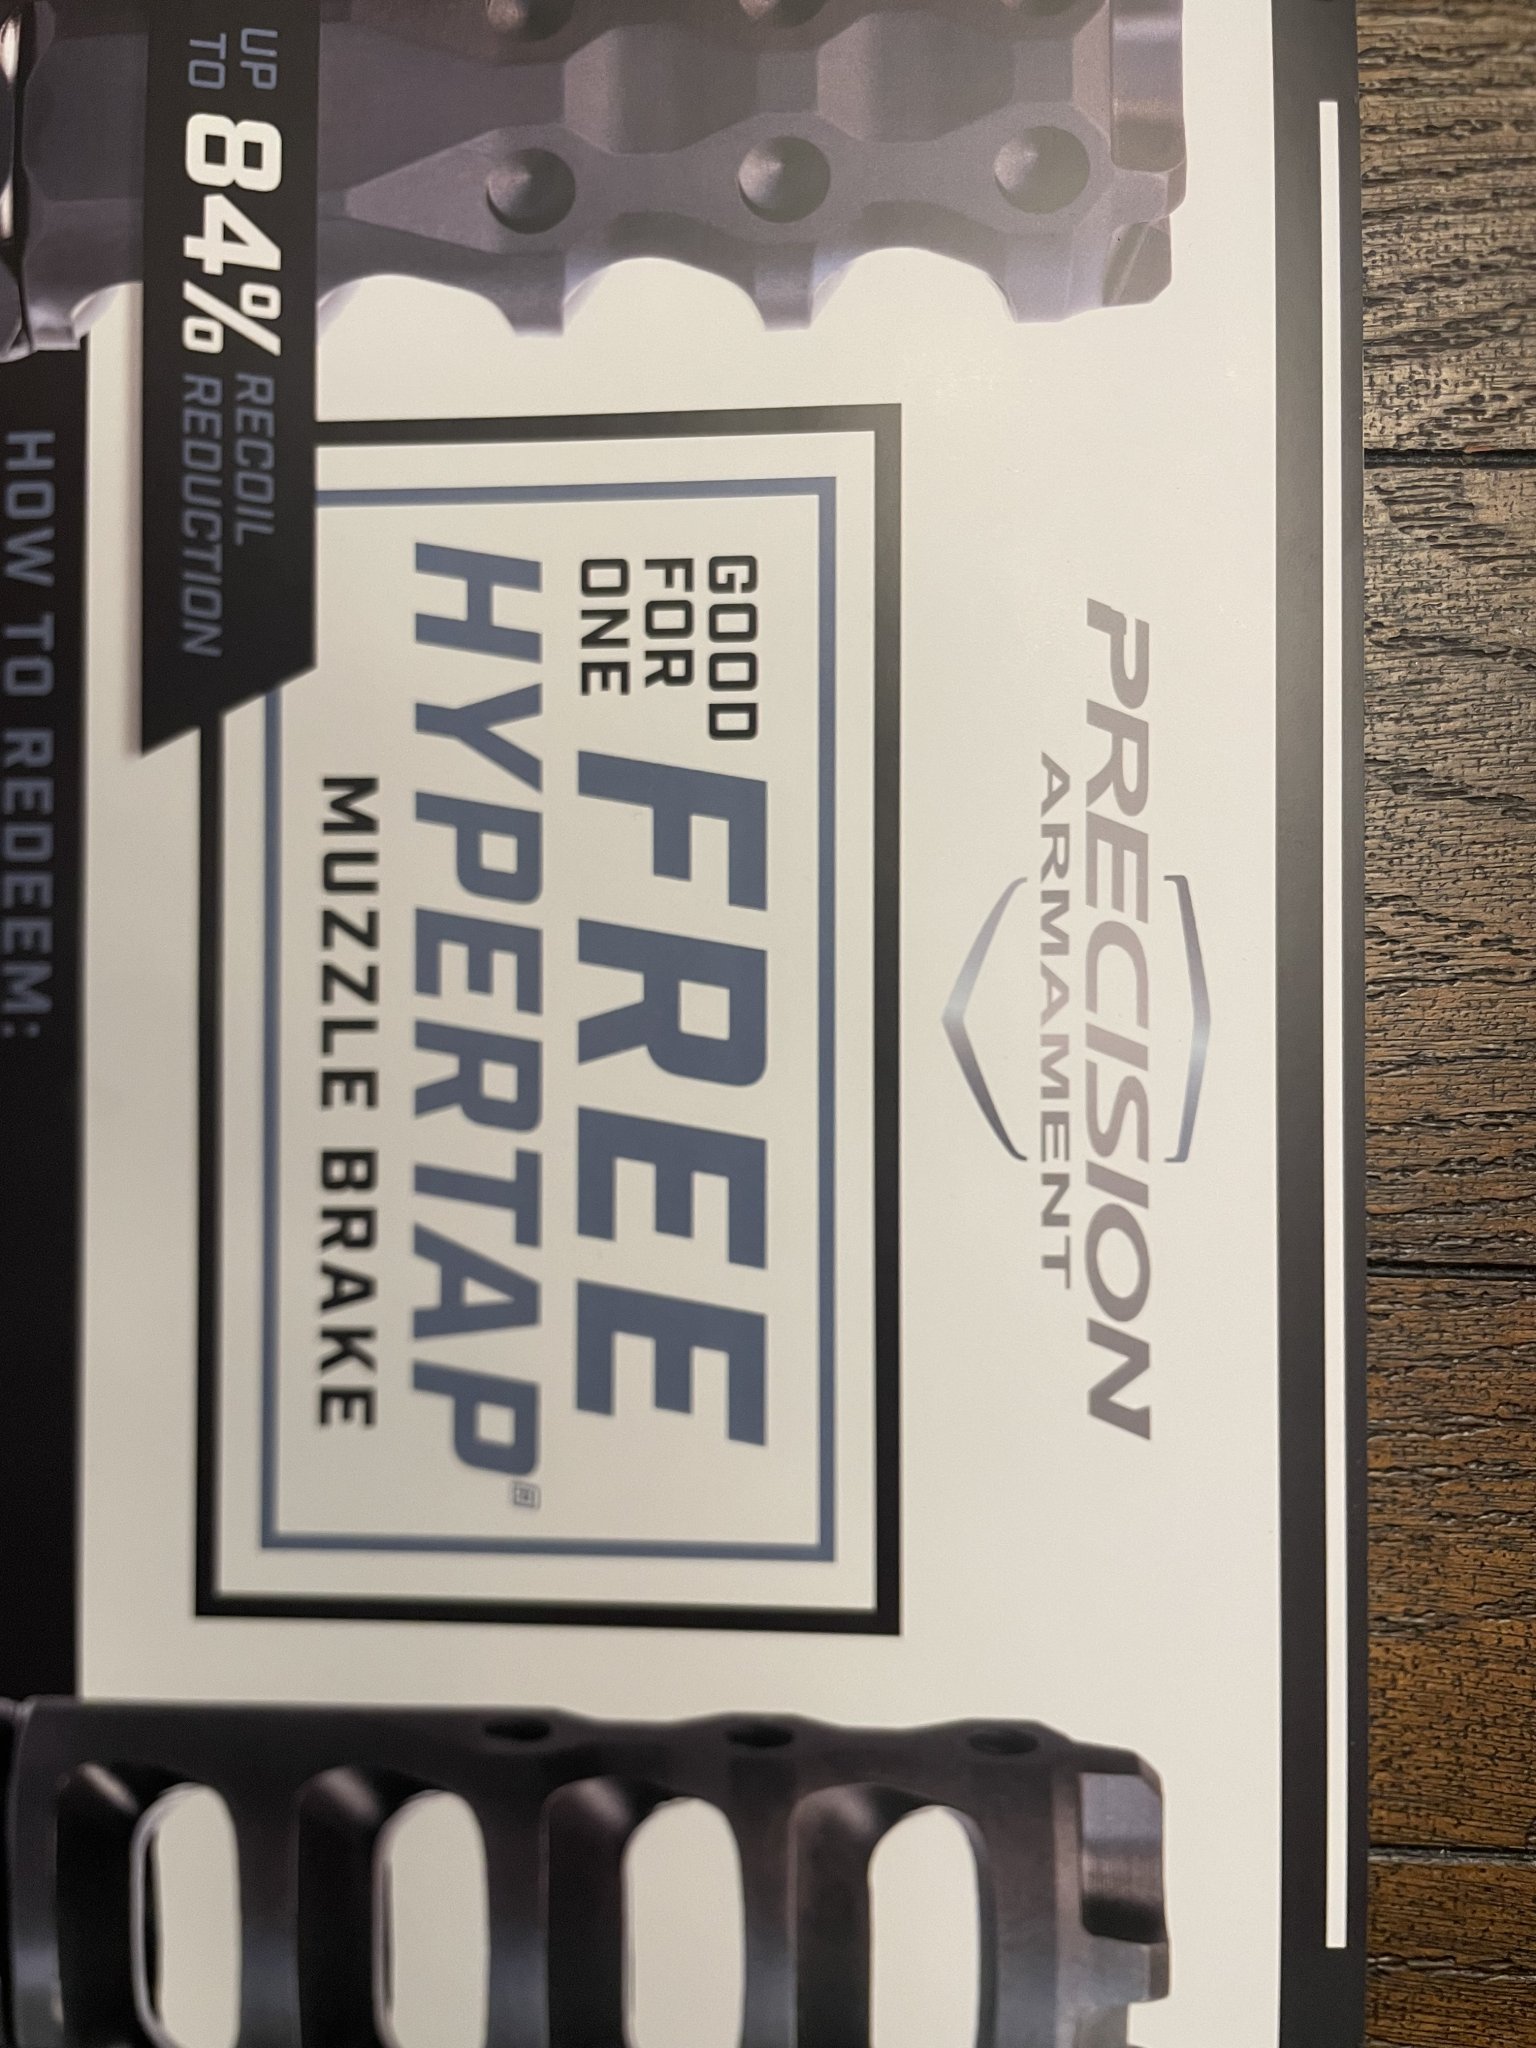 PRECISION
ARMAMENT
GOOD
FOR
ONE
FREE
HYPERTAP®
MUZZLE BRAKE
UP
TO
84%
RECOIL
REDUCTION
HOW TO REDEEM: